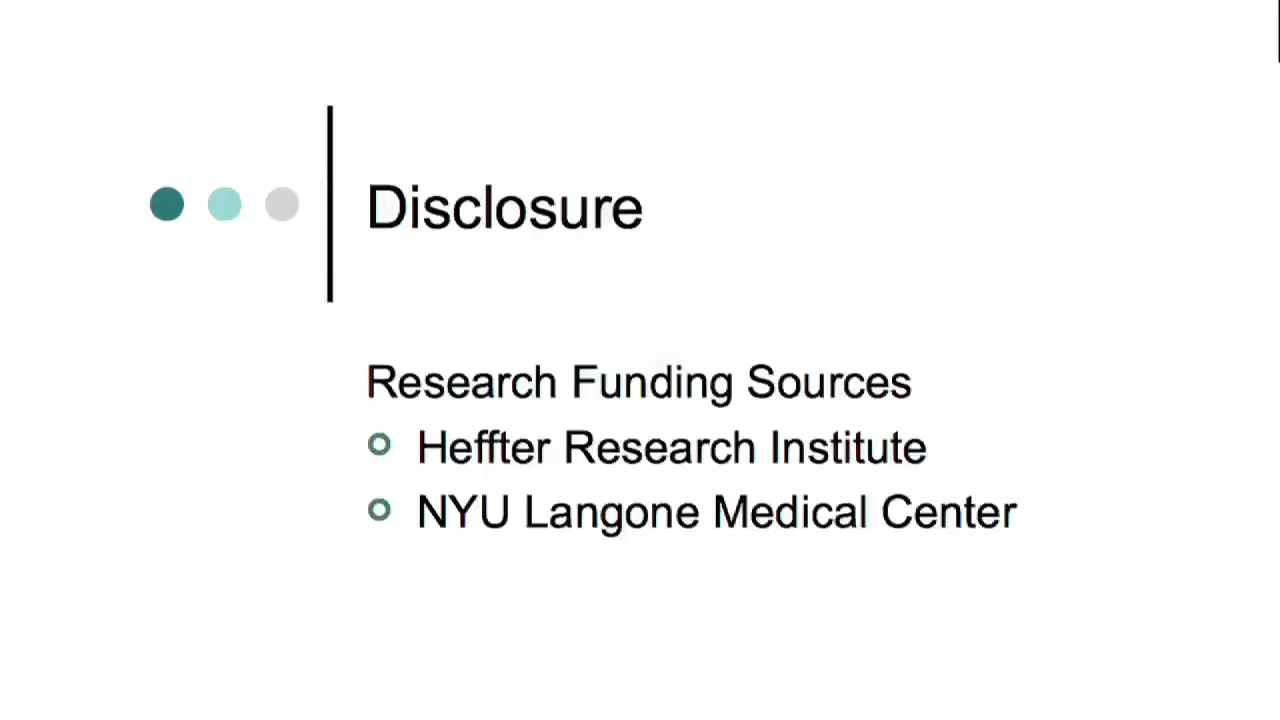 Disclosure
Research Funding Sources
Heffter Research Institute
NYU Langone Medical Center